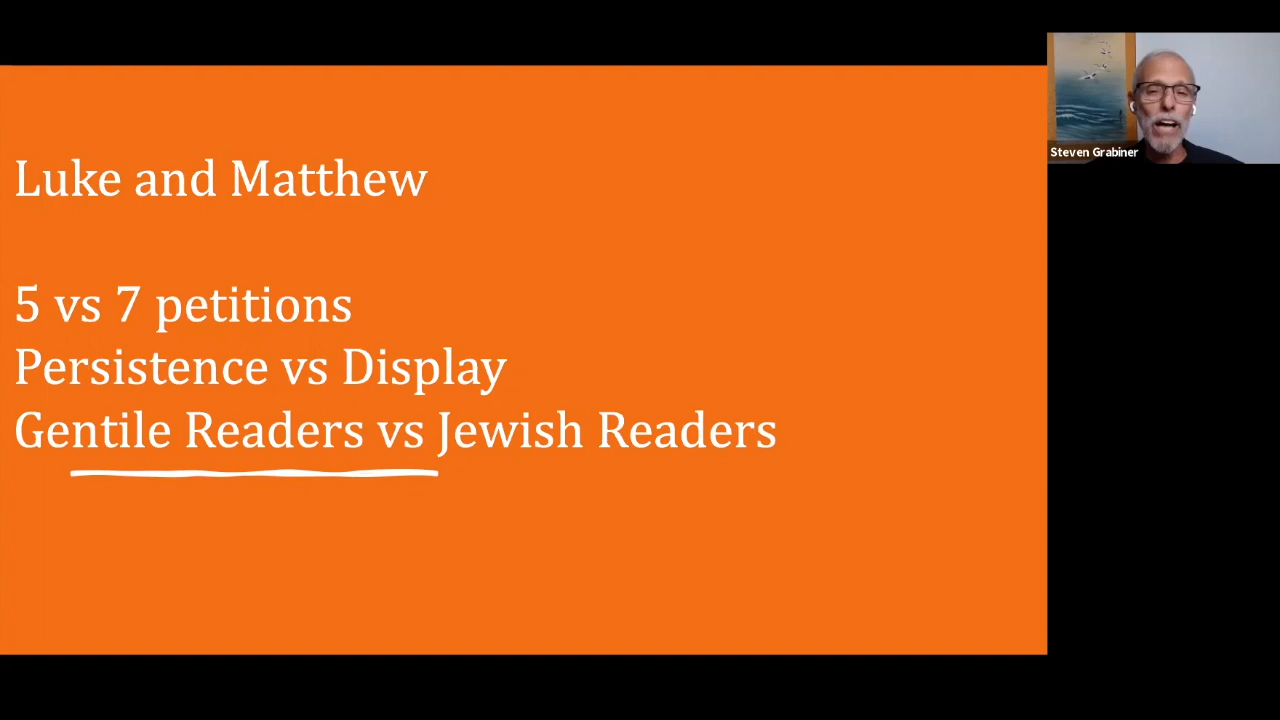 Luke and Matthew
5 vs 7 petitions
Persistence vs Display
Gentile Readers vs Jewish Readers
Steven Grabiner